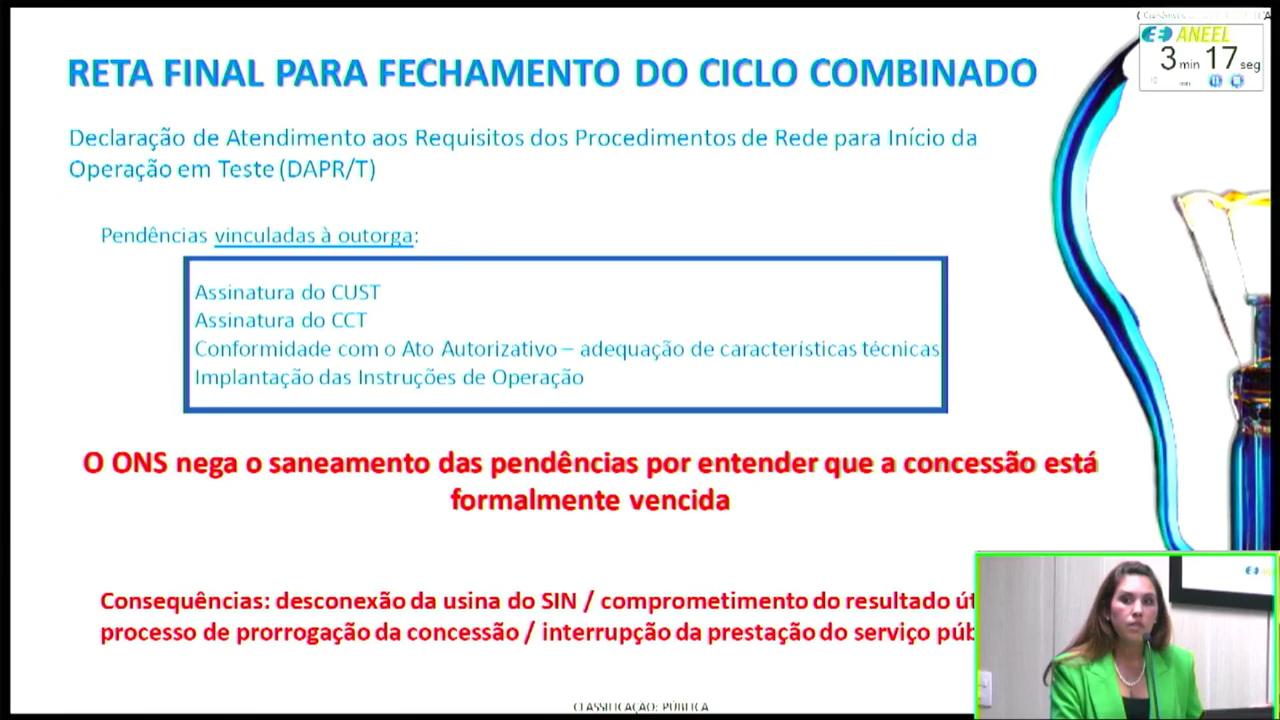 ANEEL
3 min 17 seg
RETA FINAL PARA FECHAMENTO DO CICLO COMBINADO
Declaração de Atendimento aos Requisitos dos Procedimentos de Rede para Início da
Operação em Teste (DAPR/T)
Pendências vinculadas à outorga:
Assinatura do CUST
Assinatura do CCT
Conformidade com o Ato Autorizativo – adequação de características técnicas
Implantação das Instruções de Operação
O ONS nega o saneamento das pendências por entender que a concessão está
formalmente vencida
Consequências: desconexão da usina do SIN / comprometimento do resultado
processo de prorrogação da concessão / interrupção da prestação do serviço
CLASSIFICAÇÃO: PÚBLICA